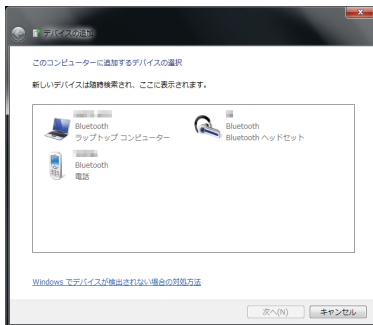 デバイスの追加
このコンピューターに追加するデバイスの選択
新しいデバイスは随時検索され、ここに表示されます。
Bluetooth
ラップトップ コンピューター
Bluetooth
Bluetooth ヘッドセット
Bluetooth
電話
Windows でデバイスが検出されない場合の対処方法
次へ(N)
キャンセル